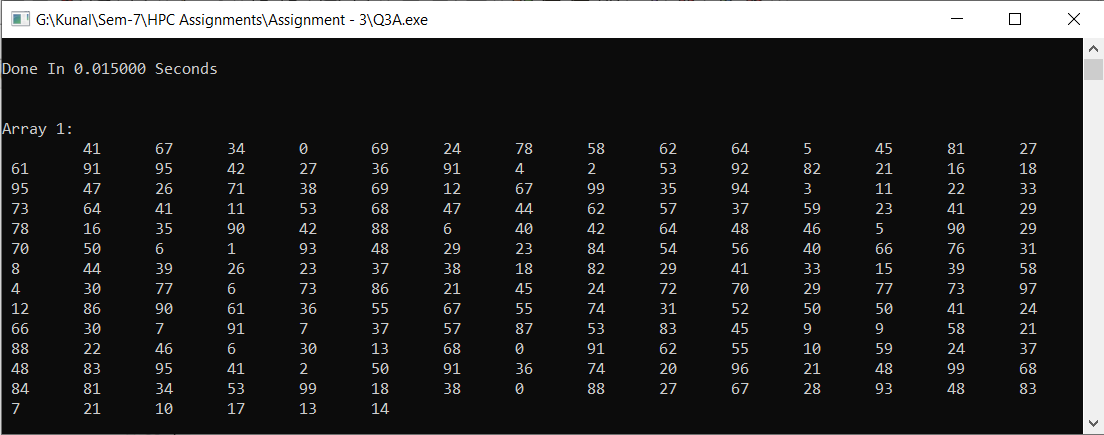 G:\Kunal\Sem-7\HPC Assignments\Assignment - 3\Q3A.exe
Done In 0.015000 Seconds
Array 1:
41 67 34 0 69 24 78 58 62 64 5 45 81 27
61 91 95 42 27 36 91 4 2 53 92 82 21 16 18
95 47 26 71 38 69 12 67 99 35 94 3 11 22 33
73 64 41 11 53 68 47 44 62 57 37 59 23 41 29
78 16 35 90 42 88 6 40 42 64 48 46 5 90 29
70 50 6 1 93 48 29 23 84 54 56 40 66 76 31
8 44 39 26 23 37 38 18 82 29 41 33 15 39 58
4 30 77 6 73 86 21 45 24 72 70 29 77 73 97
12 86 90 61 36 55 67 55 74 31 52 50 50 41 24
66 30 7 91 7 37 57 87 53 83 45 9 9 58 21
88 22 46 6 30 13 68 0 91 62 55 10 59 24 37
48 83 95 41 2 50 91 36 74 20 96 21 48 99 68
84 81 34 53 99 18 38 0 88 27 67 28 93 48 83
7 21 10 17 13 14